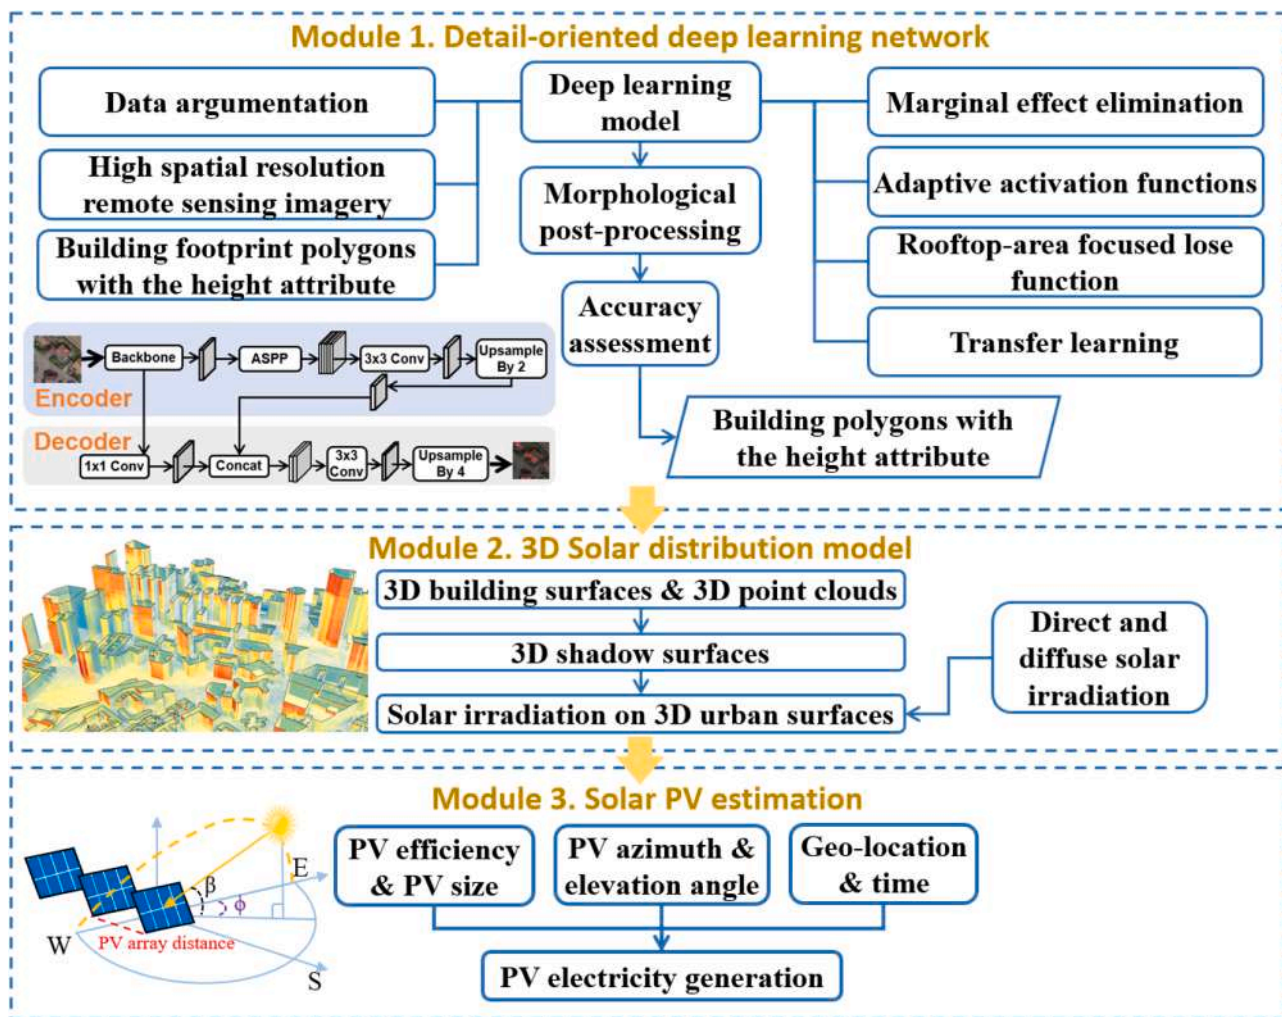 Module 1. Detail-oriented deep learning network
Data argumentation
High spatial resolution
remote sensing imagery
Building footprint polygons
with the height attribute
Deep learning
model
Morphological
post-processing
Accuracy
assessment
Marginal effect elimination
Adaptive activation functions
Rooftop-area focused lose
function
Transfer learning
Backbone
ASPP
3x3 Conv
Upsample
By 2
Encoder
Decoder
1x1 Conv
Concat
3x3
Conv
Upsample
By 4
Building polygons with
the height attribute
Module 2. 3D Solar distribution model
3D building surfaces & 3D point clouds
3D shadow surfaces
Solar irradiation on 3D urban surfaces
Direct and
diffuse solar
irradiation
Module 3. Solar PV estimation
β
ϕ
E
W
S
PV array distance
PV efficiency
& PV size
PV azimuth &
elevation angle
Geo-location
& time
PV electricity generation